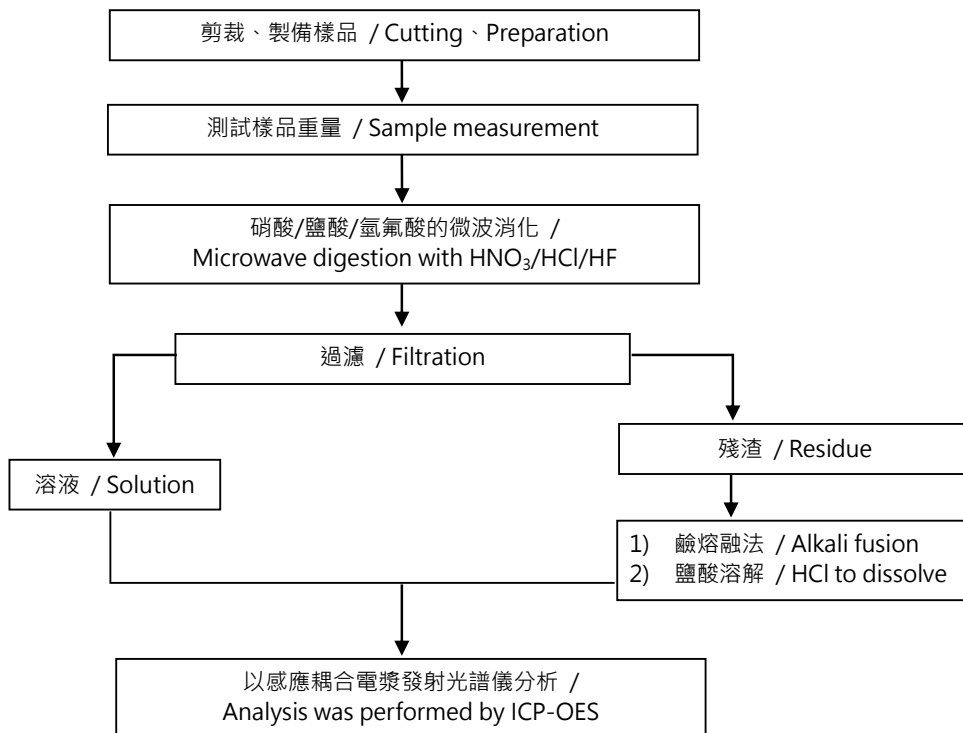 剪裁、製備樣品 / Cutting、Preparation
測試樣品重量 / Sample measurement
硝酸/鹽酸/氫氟酸的微波消化 /
Microwave digestion with HNO₃/HCl/HF
過濾 / Filtration
溶液 / Solution
殘渣 / Residue
1) 鹼熔融法 / Alkali fusion
2) 鹽酸溶解 / HCl to dissolve
以感應耦合電漿發射光譜儀分析 /
Analysis was performed by ICP-OES